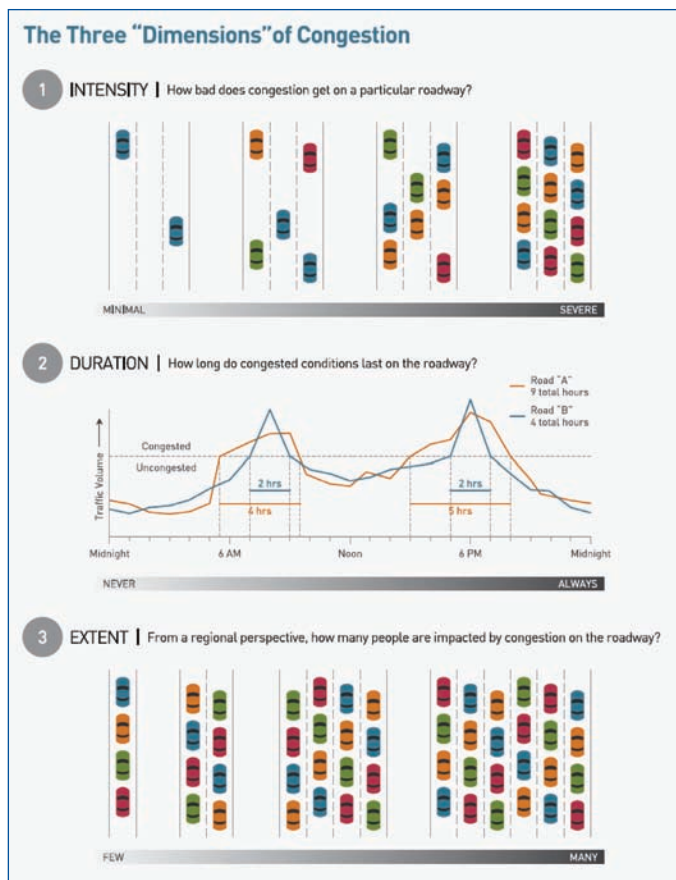 The Three “Dimensions”of Congestion
1 INTENSITY | How bad does congestion get on a particular roadway?
MINIMAL SEVERE
2 DURATION | How long do congested conditions last on the roadway?
Road "A"
9 total hours
Road "B"
4 total hours
Traffic Volume
Congested
Uncongested
2 hrs 2 hrs
4 hrs 5 hrs
Midnight 6 AM Noon 6 PM Midnight
NEVER ALWAYS
3 EXTENT | From a regional perspective, how many people are impacted by congestion on the roadway?
FEW MANY